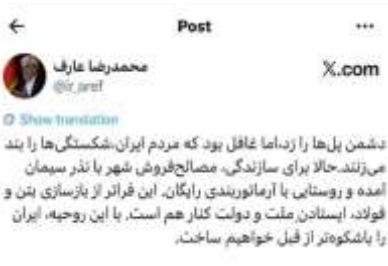 Post
محمدرضا عارف
X.com
@ir_aref
Show translation
دشمن پل‌ها را زد،اما غافل بود که مردم ایران،شکستگی‌ها را بند
می‌زنند.حالا برای سازندگی، مصالح‌فروش شهر با نذر سیمان
آمده و روستایی با آرماتوربندی رایگان. این فراتر از بازسازی بتن و
فولاد، ایستادن ملت و دولت کنار هم است. با این روحیه، ایران
را باشکوه‌تر از قبل خواهیم ساخت.